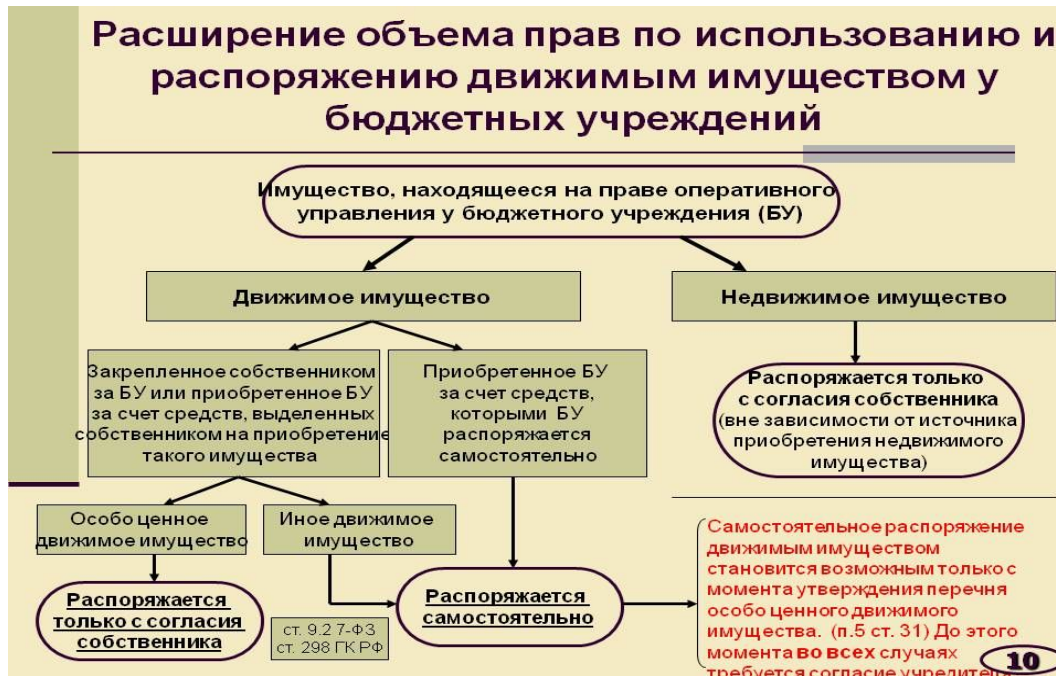 Расширение объема прав по использованию и
распоряжению движимым имуществом у
бюджетных учреждений
Имущество, находящееся на праве оперативного
управления у бюджетного учреждения (БУ)
Движимое имущество
Недвижимое имущество
Закрепленное собственником
за БУ или приобретенное БУ
за счет средств, выделенных
собственником на приобретение
такого имущества
Приобретенное БУ
за счет средств,
которыми БУ
распоряжается
самостоятельно
Распоряжается только
с согласия собственника
(вне зависимости от источника
приобретения недвижимого
имущества)
Особо ценное
движимое имущество
Иное движимое
имущество
Распоряжается
только с согласия
собственника
ст. 9.2 7-ФЗ
ст. 298 ГК РФ
Распоряжается
самостоятельно
Самостоятельное распоряжение
движимым имуществом
становится возможным только с
момента утверждения перечня
особо ценного движимого
имущества. (п.5 ст. 31) До этого
момента во всех случаях
требуется согласие учредителя
10